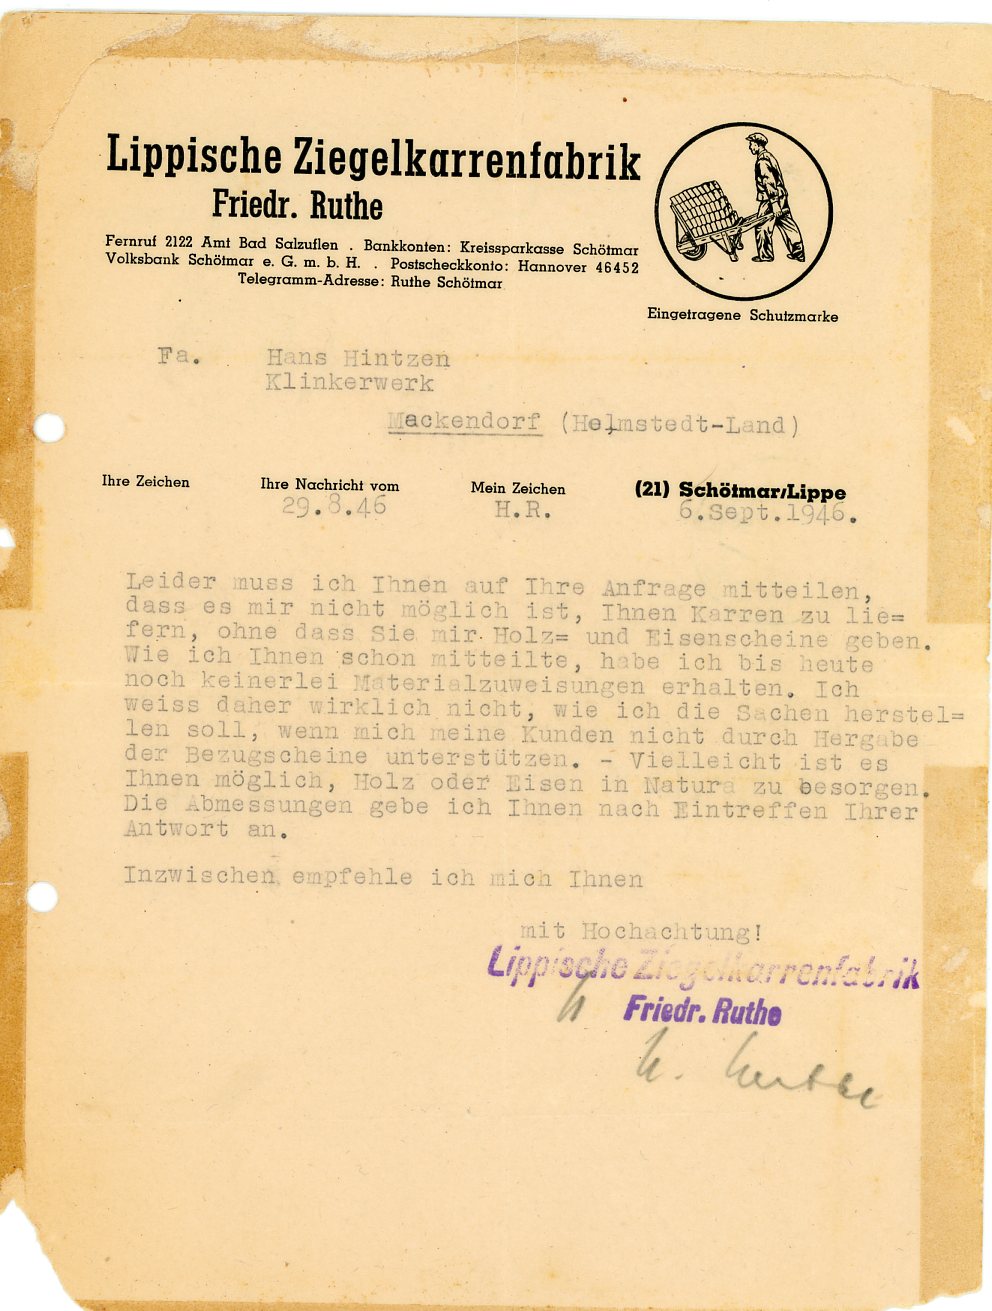 Lippische Ziegelkarrenfabrik
Friedr. Ruthe
Fernruf 2122 Amt Bad Salzuflen . Bankkonten: Kreissparkasse Schötmar
Volksbank Schötmar e. G. m. b. H. . Postscheckkonto: Hannover 46452
Telegramm-Adresse: Ruthe Schötmar
Eingetragene Schutzmarke
Fa. Hans Hintzen
Klinkerwerk
Mackendorf (Helmstedt-Land)
Ihre Zeichen Ihre Nachricht vom Mein Zeichen (21) Schötmar/Lippe
29.8.46 H.R. 6.Sept.1946.
Leider muss ich Ihnen auf Ihre Anfrage mitteilen,
dass es mir nicht möglich ist, Ihnen Karren zu lie=
fern, ohne dass Sie mir Holz= und Eisenscheine geben.
Wie ich Ihnen schon mitteilte, habe ich bis heute
noch keinerlei Materialzuweisungen erhalten. Ich
weiss daher wirklich nicht, wie ich die Sachen herstel=
len soll, wenn mich meine Kunden nicht durch Hergabe
der Bezugscheine unterstützen. - Vielleicht ist es
Ihnen möglich, Holz oder Eisen in Natura zu besorgen.
Die Abmessungen gebe ich Ihnen nach Eintreffen Ihrer
Antwort an.
Inzwischen empfehle ich mich Ihnen
mit Hochachtung!
Lippische Ziegelkarrenfabrik
Friedr. Ruthe
H. Ruthe